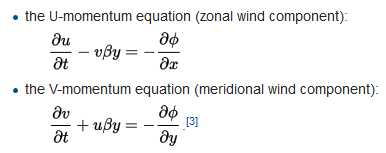 • the U-momentum equation (zonal wind component):
∂u/∂t − vβy = −∂ϕ/∂x
• the V-momentum equation (meridional wind component):
∂v/∂t + uβy = −∂ϕ/∂y.[3]